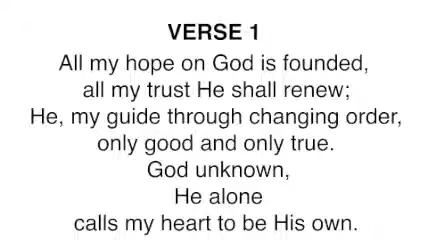 VERSE 1
All my hope on God is founded,
all my trust He shall renew;
He, my guide through changing order,
only good and only true.
God unknown,
He alone
calls my heart to be His own.